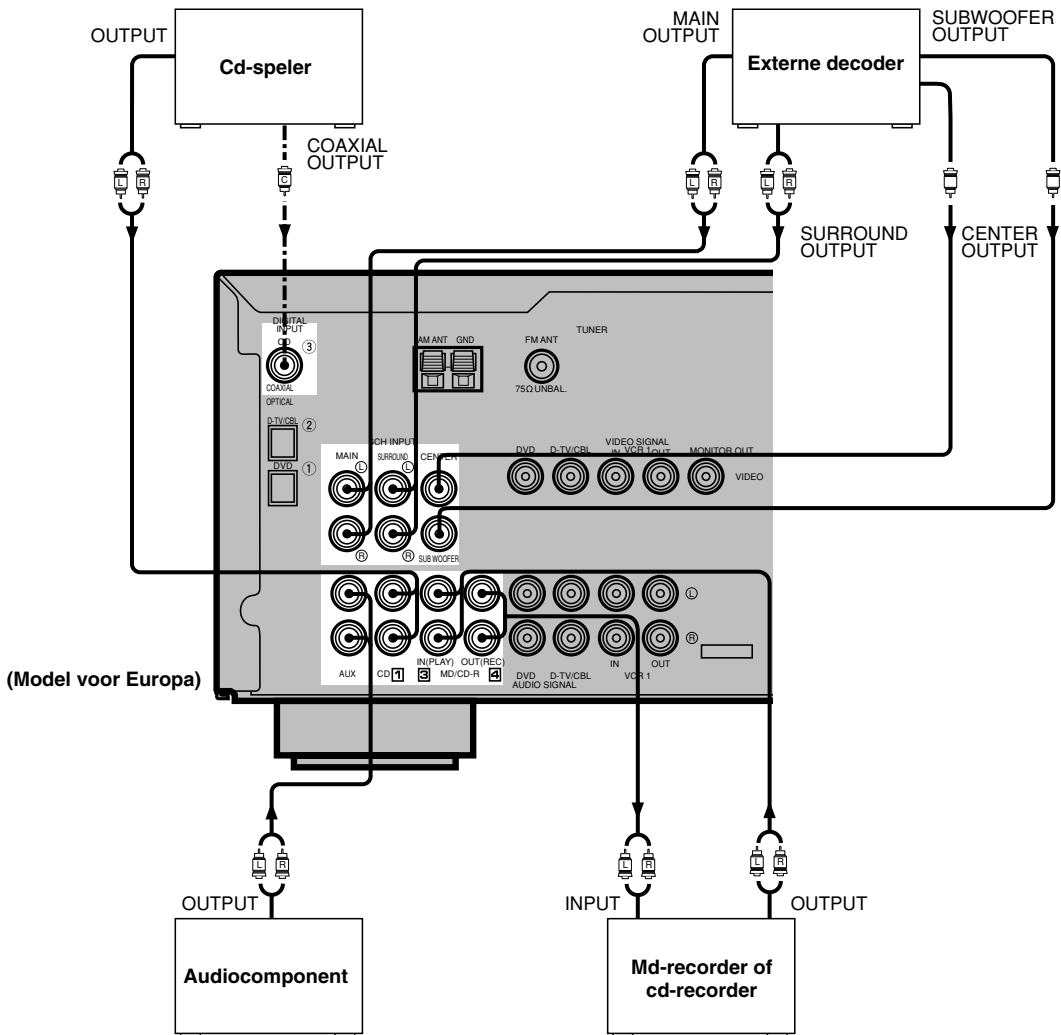 OUTPUT
Cd-speler
MAIN
OUTPUT
SUBWOOFER
OUTPUT
Externe decoder
COAXIAL
OUTPUT
L R
C
L R
L R
SURROUND
OUTPUT
CENTER
OUTPUT
DIGITAL
INPUT
CD
③
COAXIAL
OPTICAL
D-TV/CBL ②
DVD ①
AM ANT GND
FM ANT
75Ω UNBAL.
TUNER
6CH INPUT
MAIN SURROUND CENTER
L L
R R SUB WOOFER
VIDEO SIGNAL
DVD D-TV/CBL IN VCR 1 OUT MONITOR OUT
VIDEO
L
R
IN(PLAY) OUT(REC)
AUX CD 1 3 MD/CD-R 4
IN OUT
DVD D-TV/CBL VCR 1
AUDIO SIGNAL
(Model voor Europa)
L R
L R
L R
OUTPUT
INPUT
OUTPUT
Audiocomponent
Md-recorder of
cd-recorder